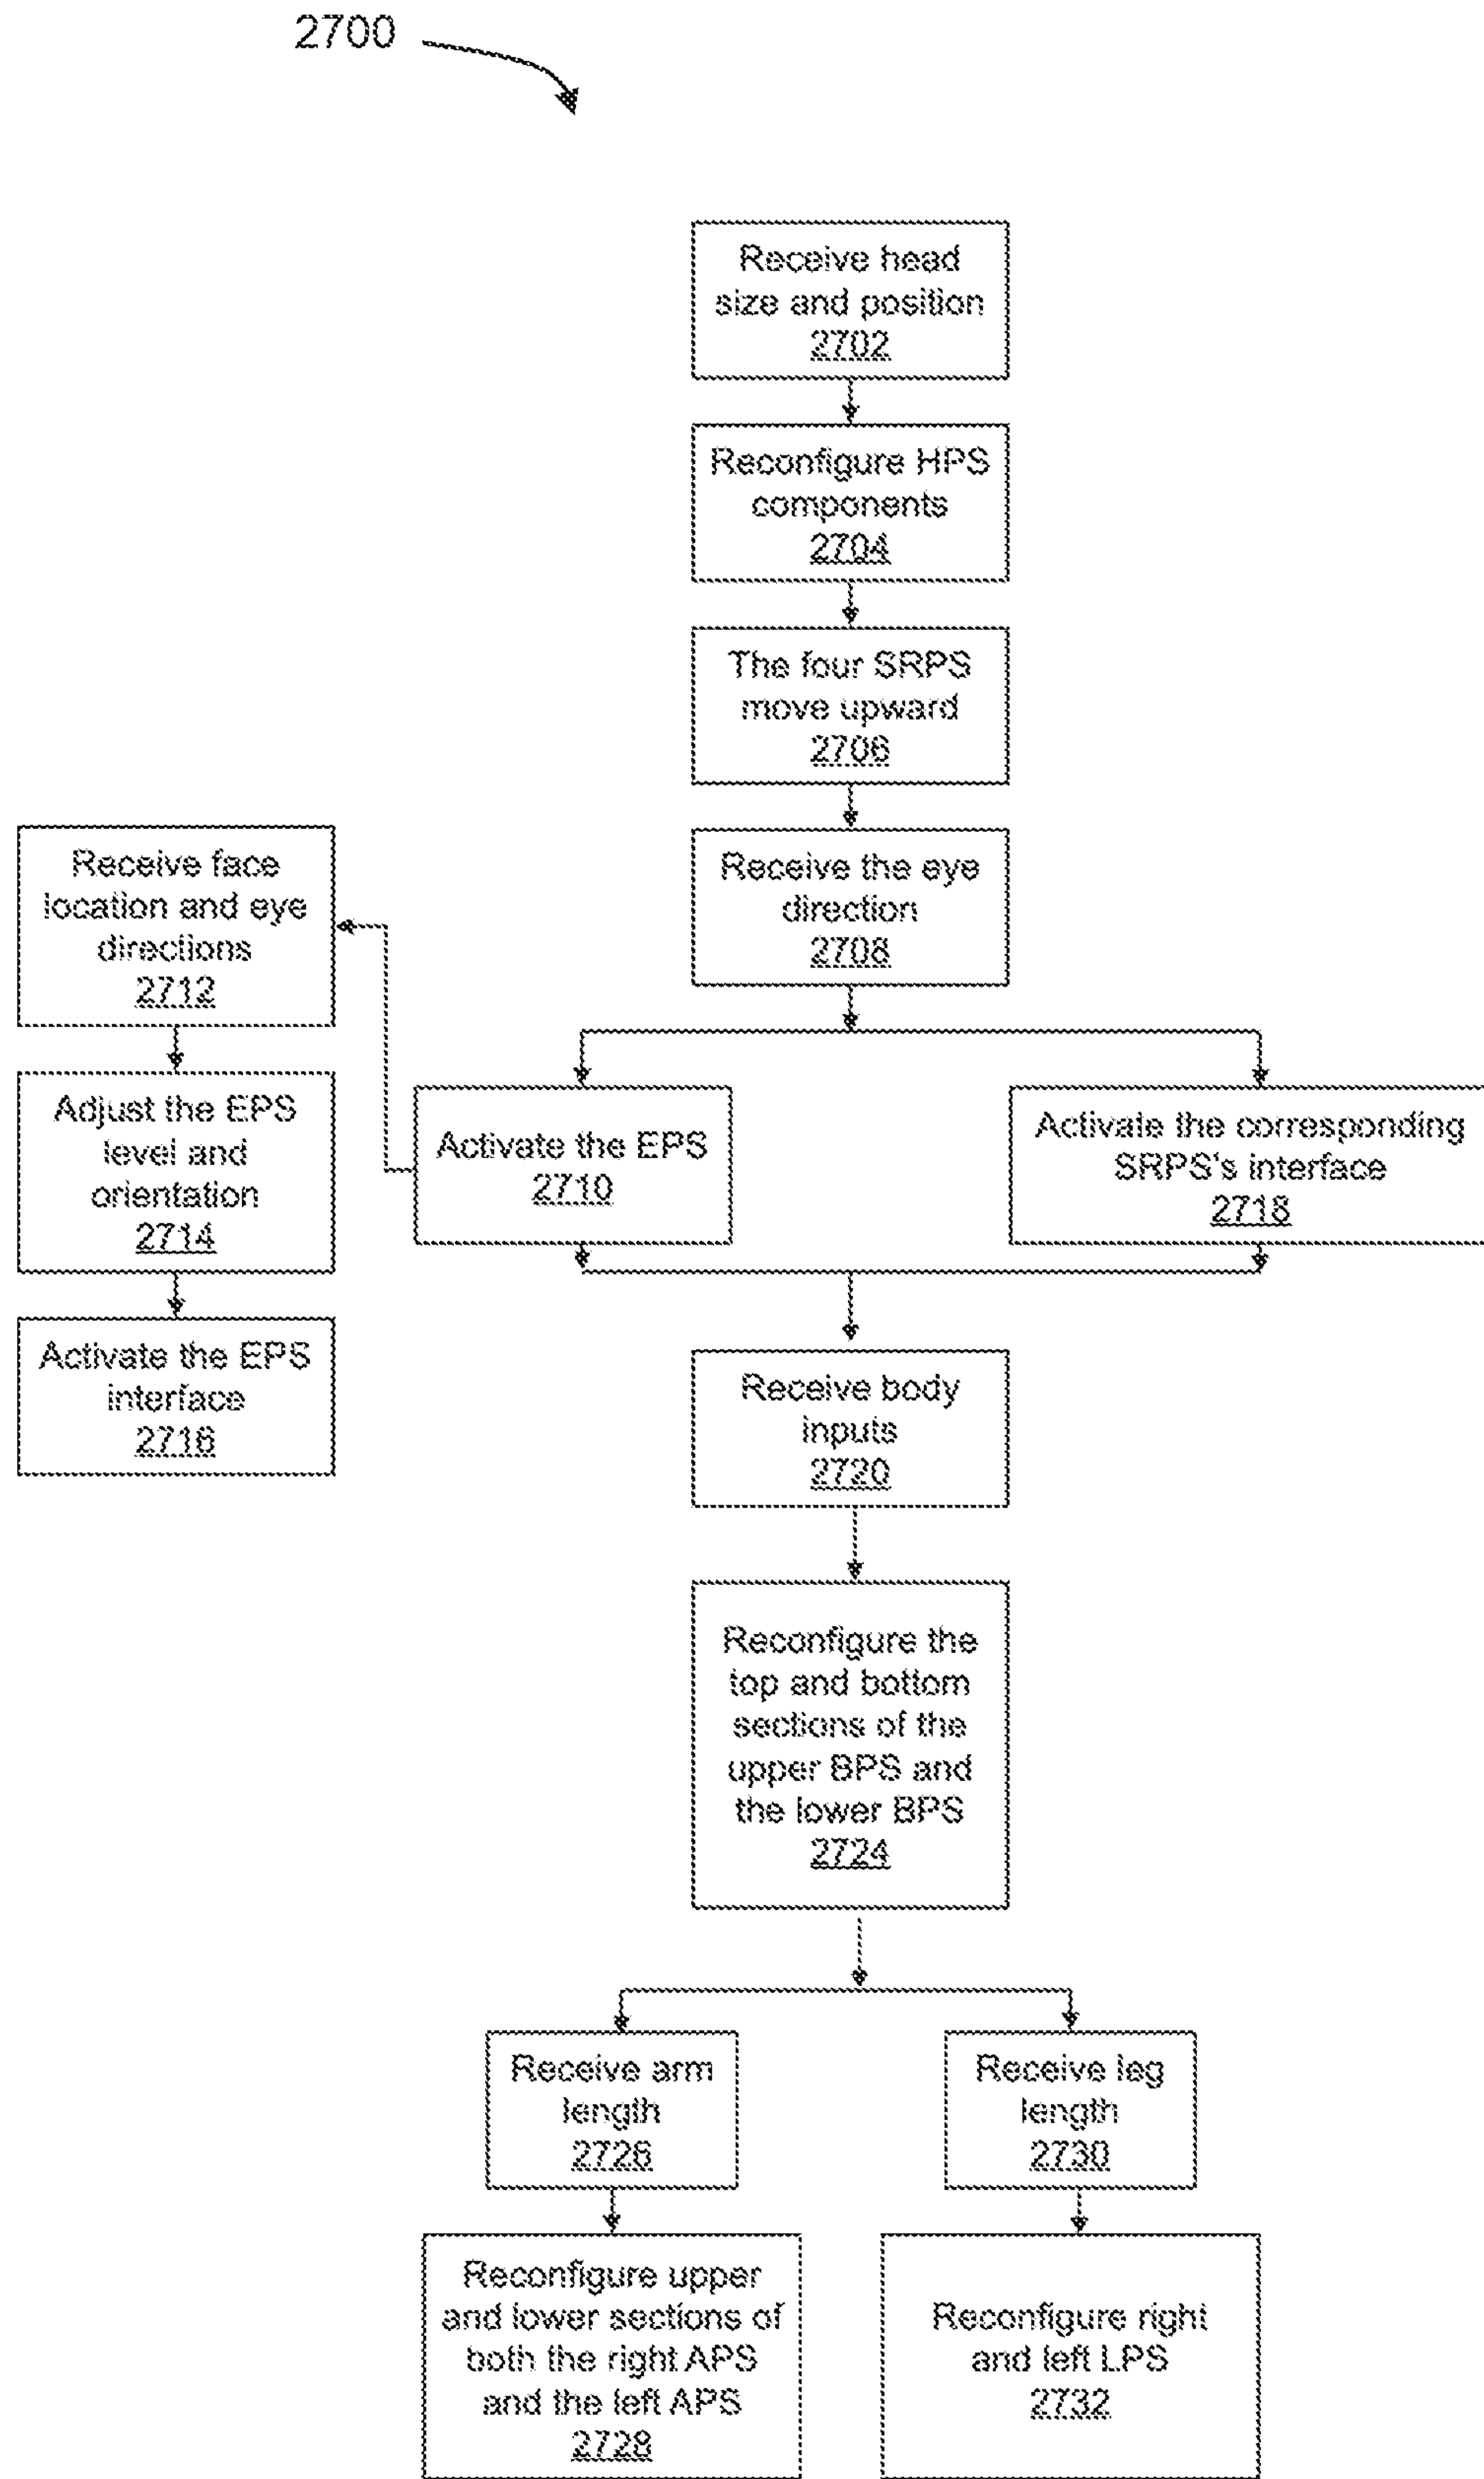 2700
Receive head
size and position
2702
Reconfigure HPS
components
2704
The four SRPS
move upward
2706
Receive the eye
direction
2708
Receive face
location and eye
directions
2712
Adjust the EPS
level and
orientation
2714
Activate the EPS
interface
2716
Activate the EPS
2710
Activate the corresponding
SRPS's interface
2718
Receive body
inputs
2720
Reconfigure the
top and bottom
sections of the
upper BPS and
the lower BPS
2724
Receive arm
length
2726
Receive leg
length
2730
Reconfigure upper
and lower sections of
both the right APS
and the left APS
2728
Reconfigure right
and left LPS
2732